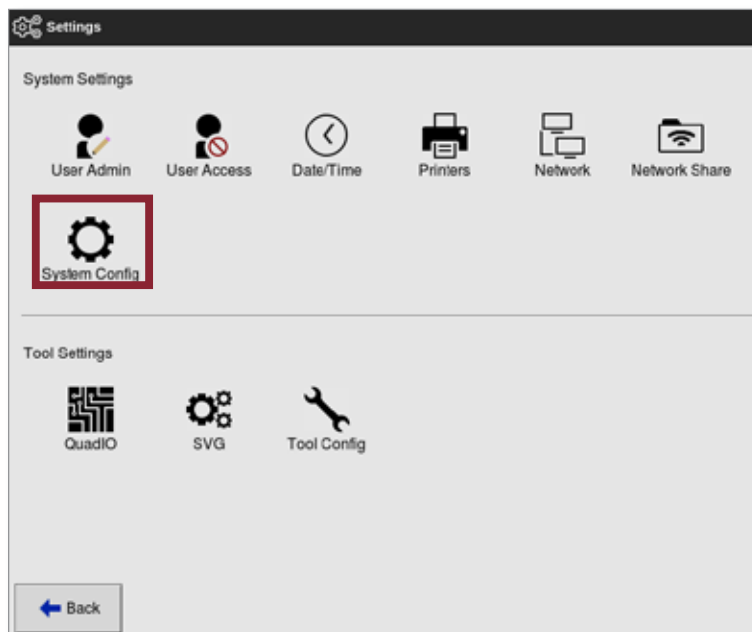 Settings
System Settings
User Admin User Access Date/Time Printers Network Network Share
System Config
Tool Settings
QuadIO SVG Tool Config
Back